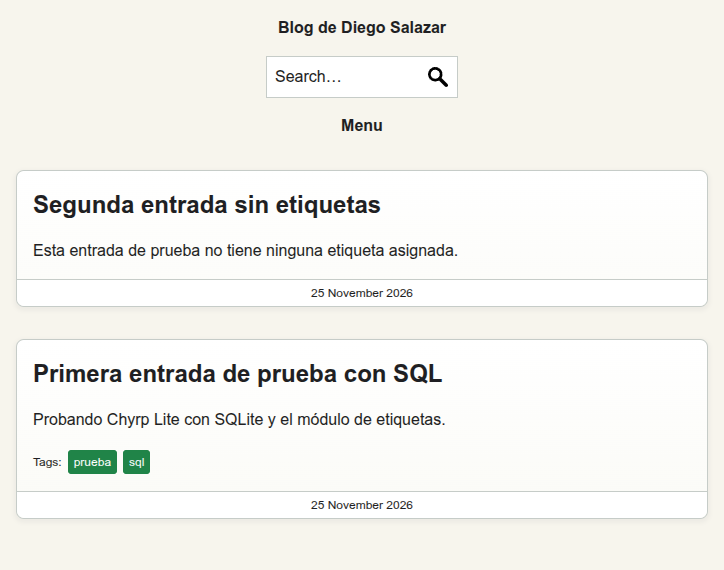 Blog de Diego Salazar
Search…
Menu
Segunda entrada sin etiquetas
Esta entrada de prueba no tiene ninguna etiqueta asignada.
25 November 2026
Primera entrada de prueba con SQL
Probando Chyrp Lite con SQLite y el módulo de etiquetas.
Tags: prueba sql
25 November 2026